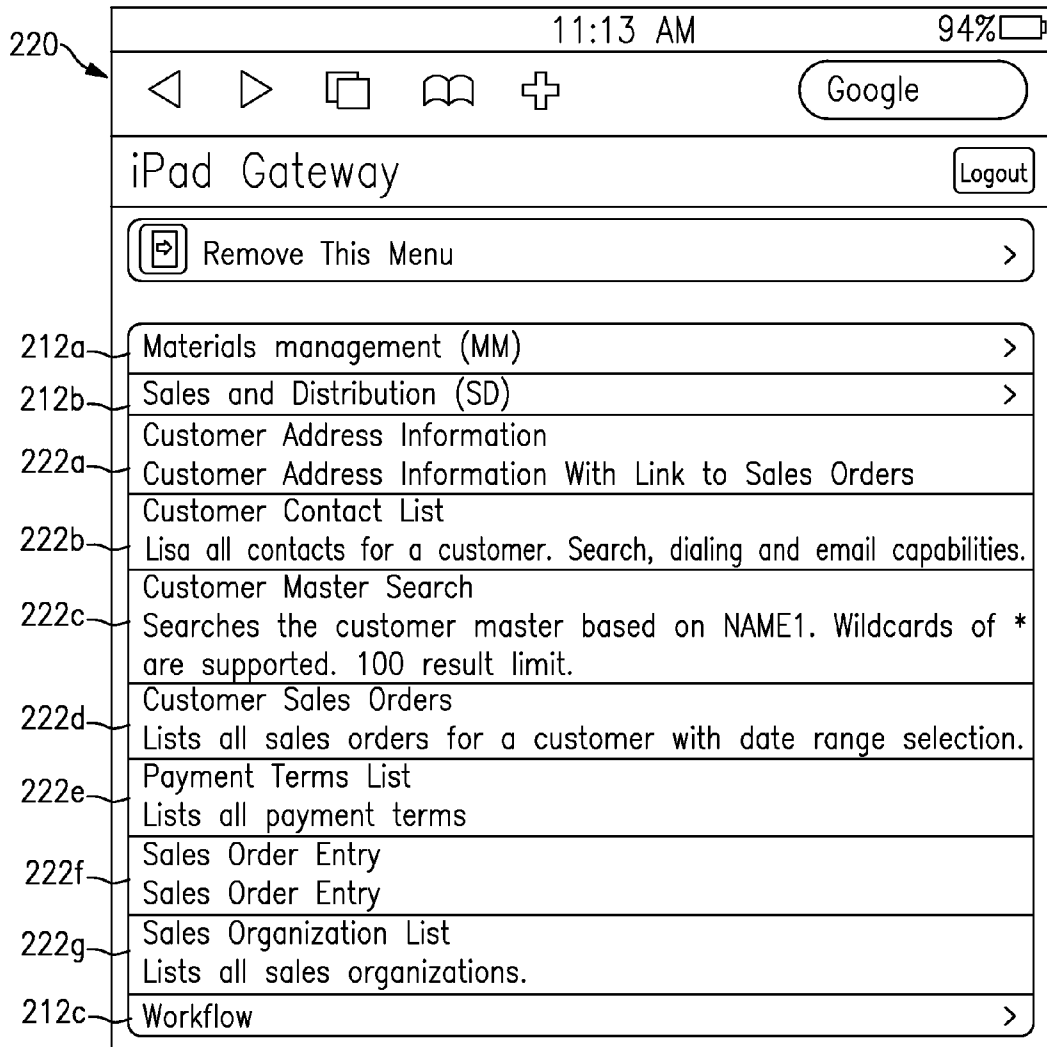 11:13 AM 94%
220
Google
iPad Gateway Logout
Remove This Menu >
212a Materials management (MM) >
212b Sales and Distribution (SD) >
Customer Address Information
222a Customer Address Information With Link to Sales Orders
Customer Contact List
222b Lisa all contacts for a customer. Search, dialing and email capabilities.
Customer Master Search
222c Searches the customer master based on NAME1. Wildcards of *
are supported. 100 result limit.
Customer Sales Orders
222d Lists all sales orders for a customer with date range selection.
Payment Terms List
222e Lists all payment terms
Sales Order Entry
222f Sales Order Entry
Sales Organization List
222g Lists all sales organizations.
212c Workflow >